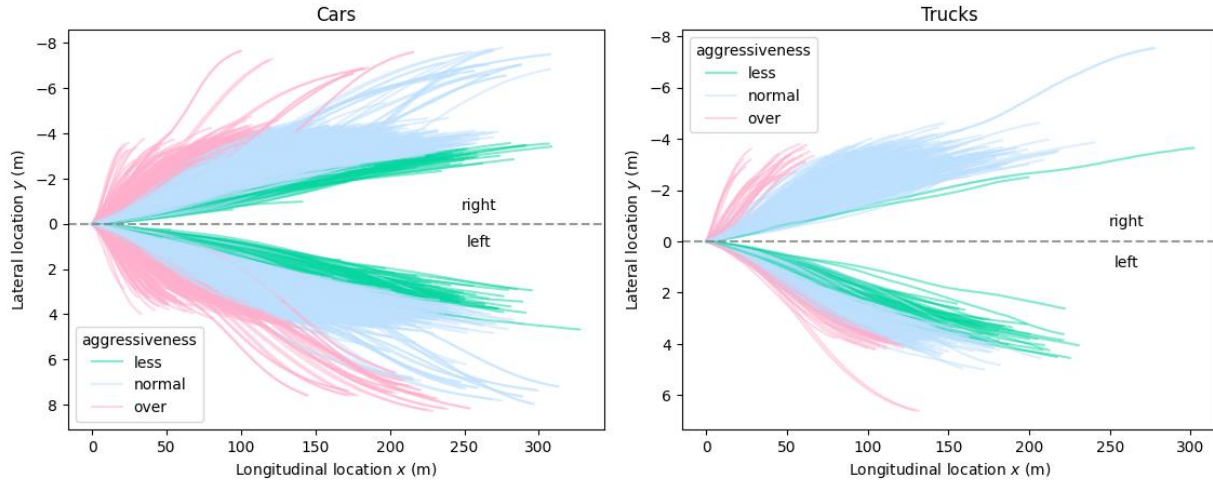 Cars
Lateral location y (m)
−8
−6
−4
−2
0
2
4
6
8
right
left
aggressiveness
less
normal
over
0 50 100 150 200 250 300
Longitudinal location x (m)
Trucks
Lateral location y (m)
−8
−6
−4
−2
0
2
4
6
aggressiveness
less
normal
over
right
left
0 50 100 150 200 250 300
Longitudinal location x (m)